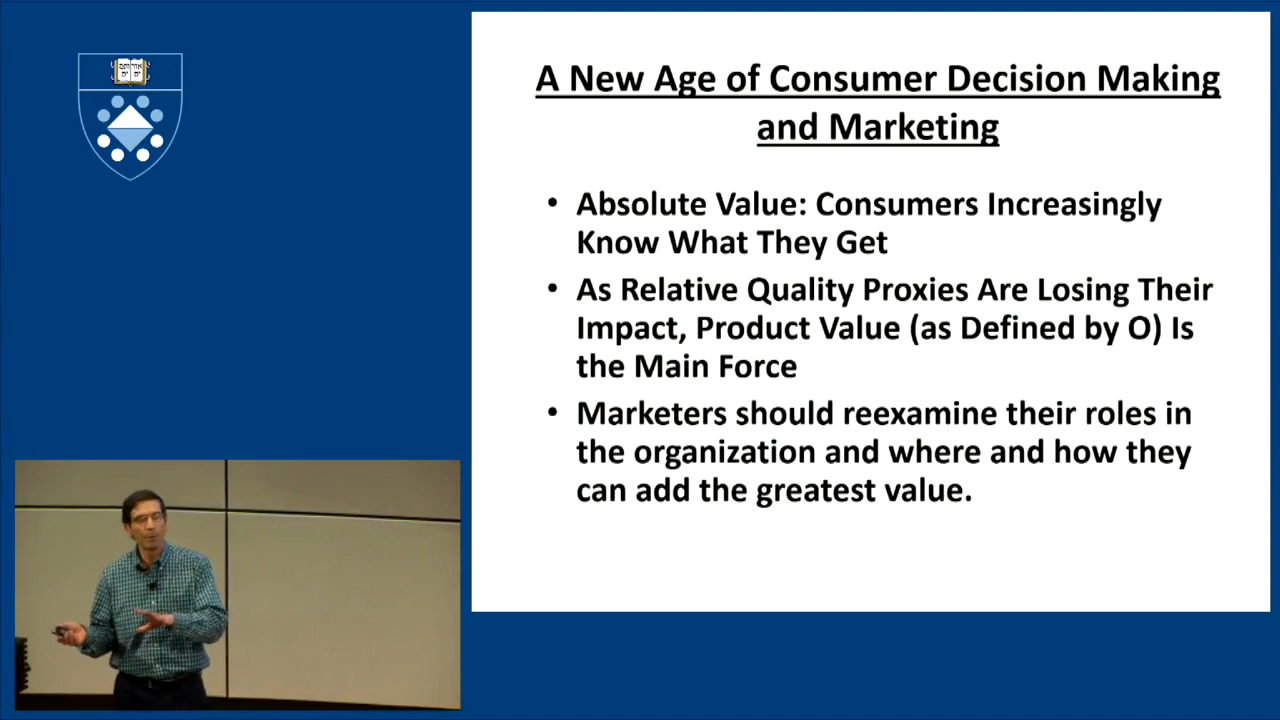 A New Age of Consumer Decision Making
and Marketing
• Absolute Value: Consumers Increasingly
Know What They Get
• As Relative Quality Proxies Are Losing Their
Impact, Product Value (as Defined by O) Is
the Main Force
• Marketers should reexamine their roles in
the organization and where and how they
can add the greatest value.